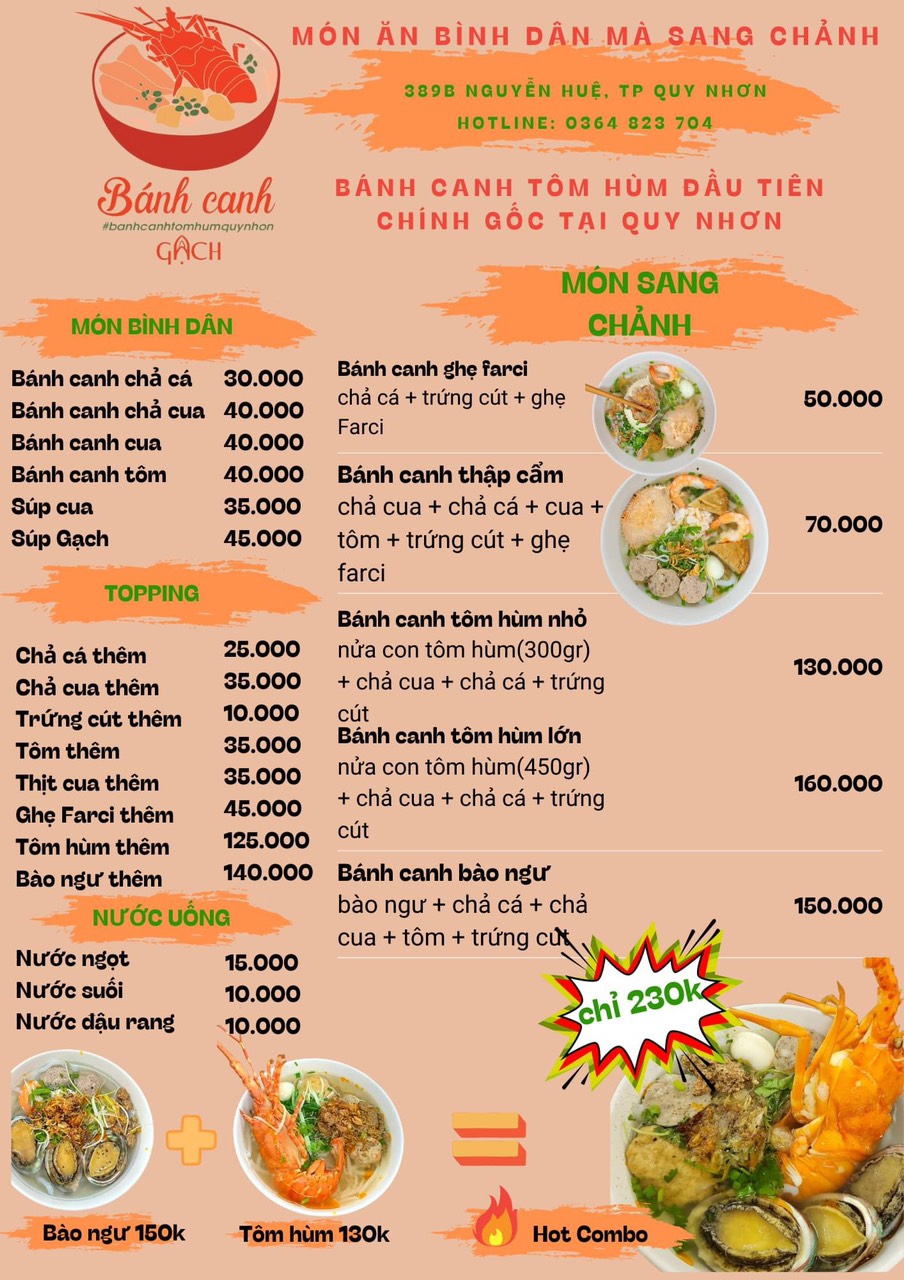 MÓN ĂN BÌNH DÂN MÀ SANG CHẢNH
389B NGUYỄN HUỆ, TP QUY NHƠN
HOTLINE: 0364 823 704
Bánh canh
#banhcanhtomhumquynhon
GẠCH
BÁNH CANH TÔM HÙM ĐẦU TIÊN
CHÍNH GỐC TẠI QUY NHƠN
MÓN BÌNH DÂN
Bánh canh chả cá 30.000
Bánh canh chả cua 40.000
Bánh canh cua 40.000
Bánh canh tôm 40.000
Súp cua 35.000
Súp Gạch 45.000
TOPPING
Chả cá thêm 25.000
Chả cua thêm 35.000
Trứng cút thêm 10.000
Tôm thêm 35.000
Thịt cua thêm 35.000
Ghẹ Farci thêm 45.000
Tôm hùm thêm 125.000
Bào ngư thêm 140.000
NƯỚC UỐNG
Nước ngọt 15.000
Nước suối 10.000
Nước đậu rang 10.000
MÓN SANG
CHẢNH
Bánh canh ghẹ farci
chả cá + trứng cút + ghẹ 50.000
Farci
Bánh canh thập cẩm
chả cua + chả cá + cua +
tôm + trứng cút + ghẹ 70.000
farci
Bánh canh tôm hùm nhỏ
nửa con tôm hùm(300gr)
+ chả cua + chả cá + trứng 130.000
cút
Bánh canh tôm hùm lớn
nửa con tôm hùm(450gr)
+ chả cua + chả cá + trứng 160.000
cút
Bánh canh bào ngư
bào ngư + chả cá + chả 150.000
cua + tôm + trứng cút
chỉ 230k
Bào ngư 150k
Tôm hùm 130k
Hot Combo